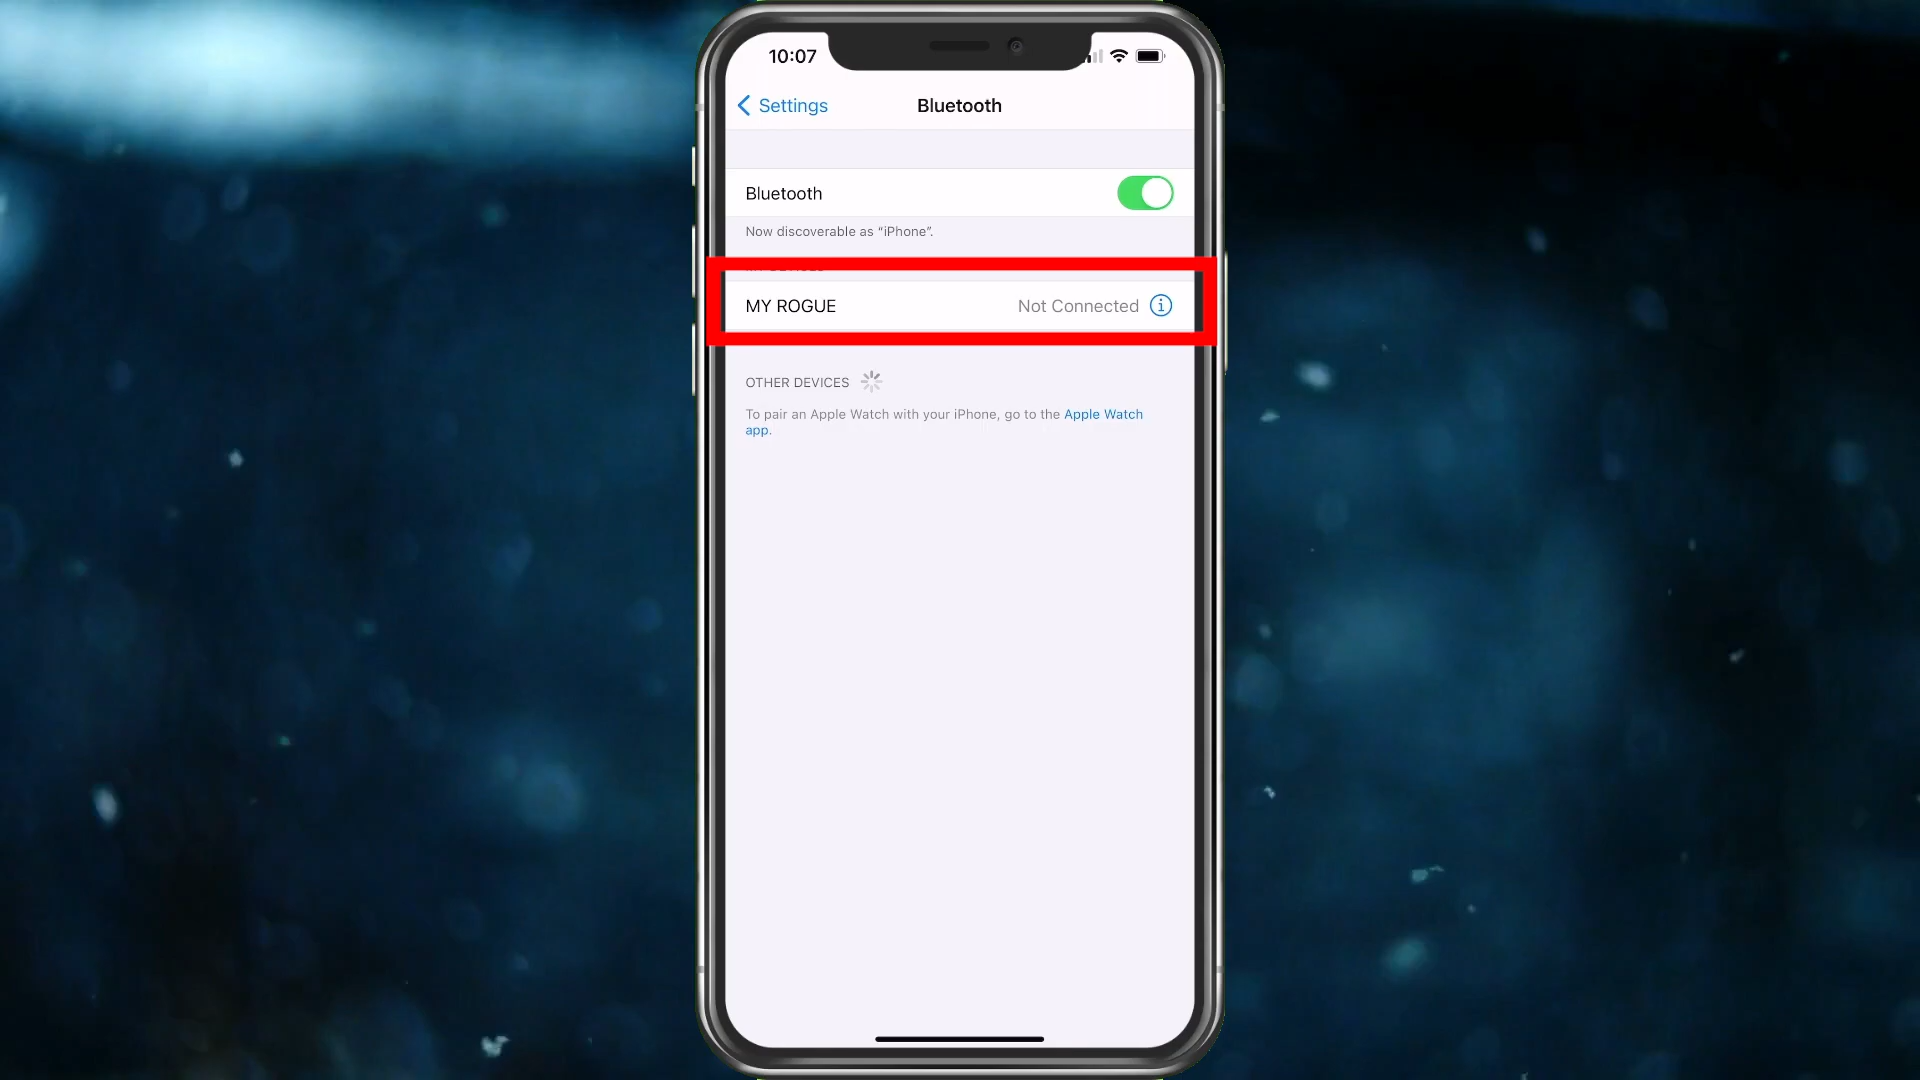 10:07
Settings
Bluetooth
Bluetooth
Now discoverable as “iPhone”.
MY ROGUE
Not Connected
OTHER DEVICES
To pair an Apple Watch with your iPhone, go to the Apple Watch
app.